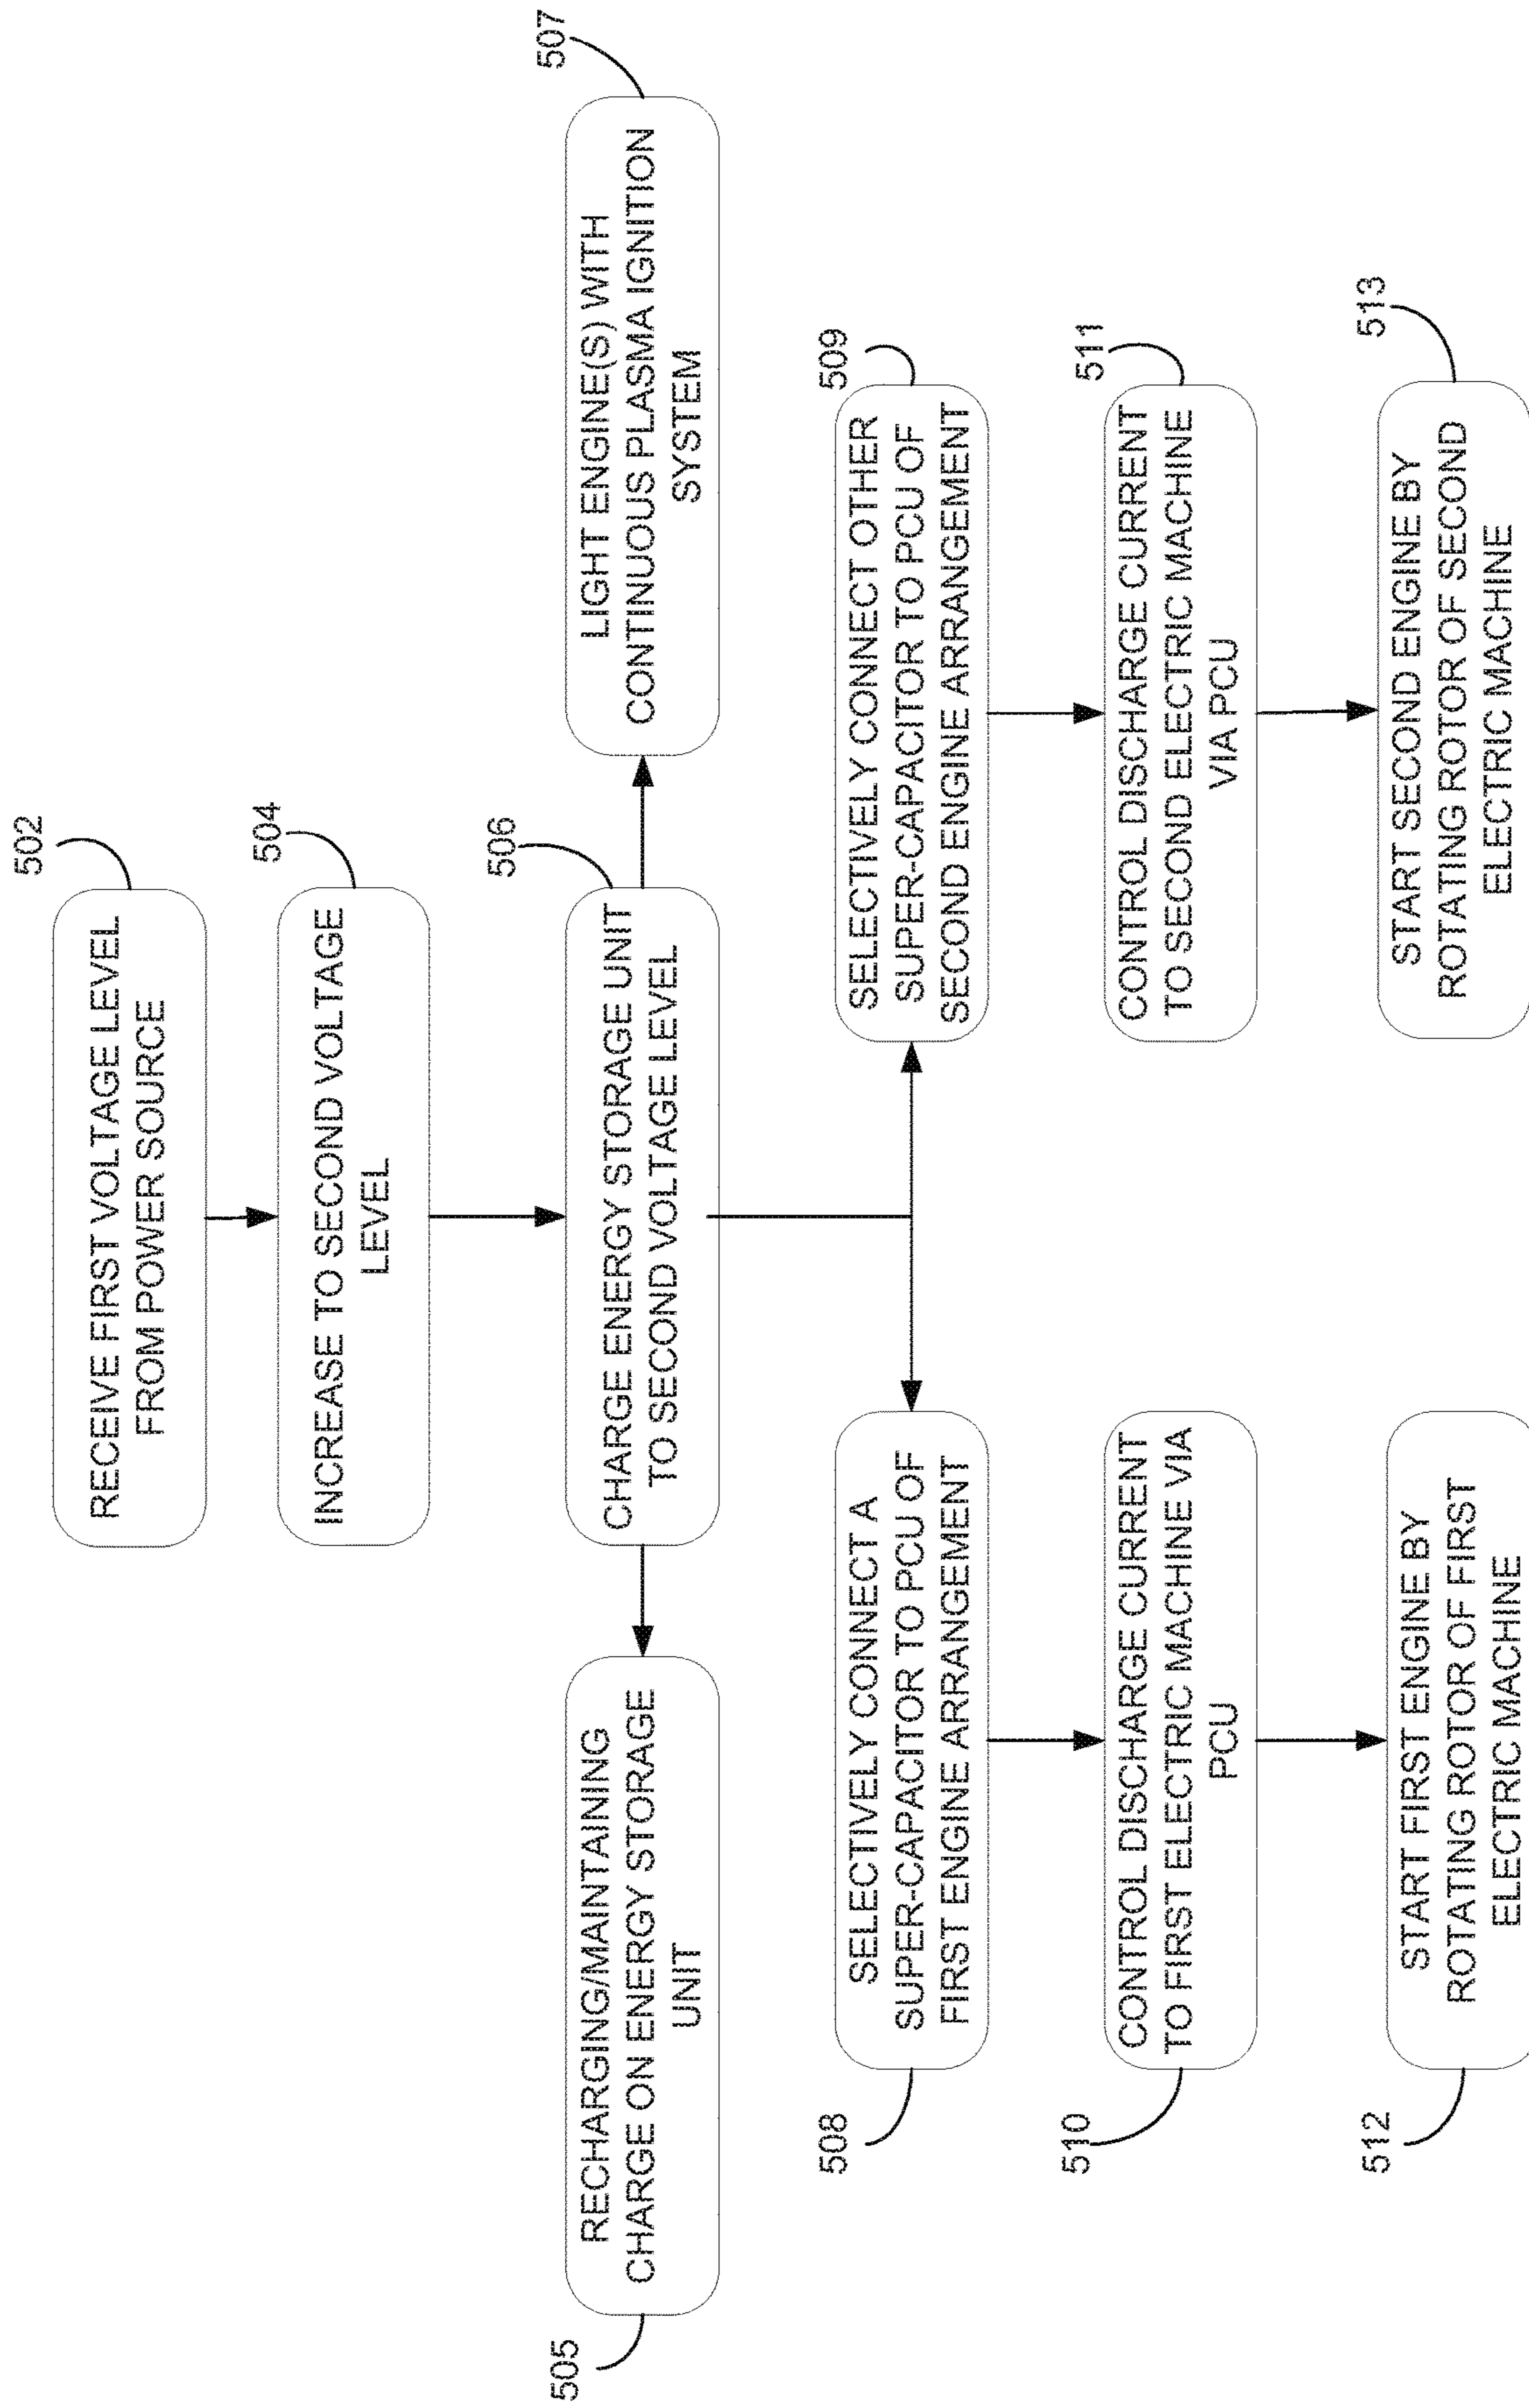 502
RECEIVE FIRST VOLTAGE LEVEL
FROM POWER SOURCE
504
INCREASE TO SECOND VOLTAGE
LEVEL
506
CHARGE ENERGY STORAGE UNIT
TO SECOND VOLTAGE LEVEL
505
RECHARGING/MAINTAINING
CHARGE ON ENERGY STORAGE
UNIT
507
LIGHT ENGINE(S) WITH
CONTINUOUS PLASMA IGNITION
SYSTEM
508
SELECTIVELY CONNECT A
SUPER-CAPACITOR TO PCU OF
FIRST ENGINE ARRANGEMENT
509
SELECTIVELY CONNECT OTHER
SUPER-CAPACITOR TO PCU OF
SECOND ENGINE ARRANGEMENT
510
CONTROL DISCHARGE CURRENT
TO FIRST ELECTRIC MACHINE VIA
PCU
511
CONTROL DISCHARGE CURRENT
TO SECOND ELECTRIC MACHINE
VIA PCU
512
START FIRST ENGINE BY
ROTATING ROTOR OF FIRST
ELECTRIC MACHINE
513
START SECOND ENGINE BY
ROTATING ROTOR OF SECOND
ELECTRIC MACHINE